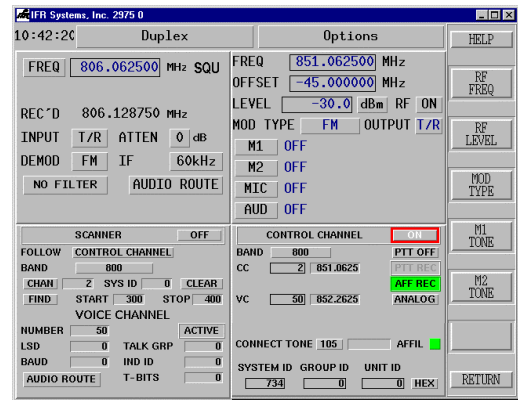 IFR Systems, Inc. 2975 0
10:42:20 Duplex Options
FREQ 806.062500 MHz SQU
REC'D 806.128750 MHz
INPUT T/R ATTEN 0 dB
DEMOD FM IF 60kHz
NO FILTER AUDIO ROUTE
FREQ 851.062500 MHz
OFFSET -45.000000 MHz
LEVEL -30.0 dBm RF ON
MOD TYPE FM OUTPUT T/R
M1 OFF
M2 OFF
MIC OFF
AUD OFF
SCANNER OFF
FOLLOW CONTROL CHANNEL
BAND 800
CHAN 2 SYS ID 0 CLEAR
FIND START 300 STOP 400
VOICE CHANNEL
NUMBER 50 ACTIVE
LSD 0 TALK GRP 0
BAUD 0 IND ID 0
AUDIO ROUTE T-BITS 0
CONTROL CHANNEL ON
BAND 800 PTT OFF
CC 2 851.0625 PTT REC
AFF REC
VC 50 852.2625 ANALOG
CONNECT TONE 105 AFFIL
SYSTEM ID GROUP ID UNIT ID
734 0 0 HEX
HELP
RF
FREQ
RF
LEVEL
MOD
TYPE
M1
TONE
M2
TONE
RETURN